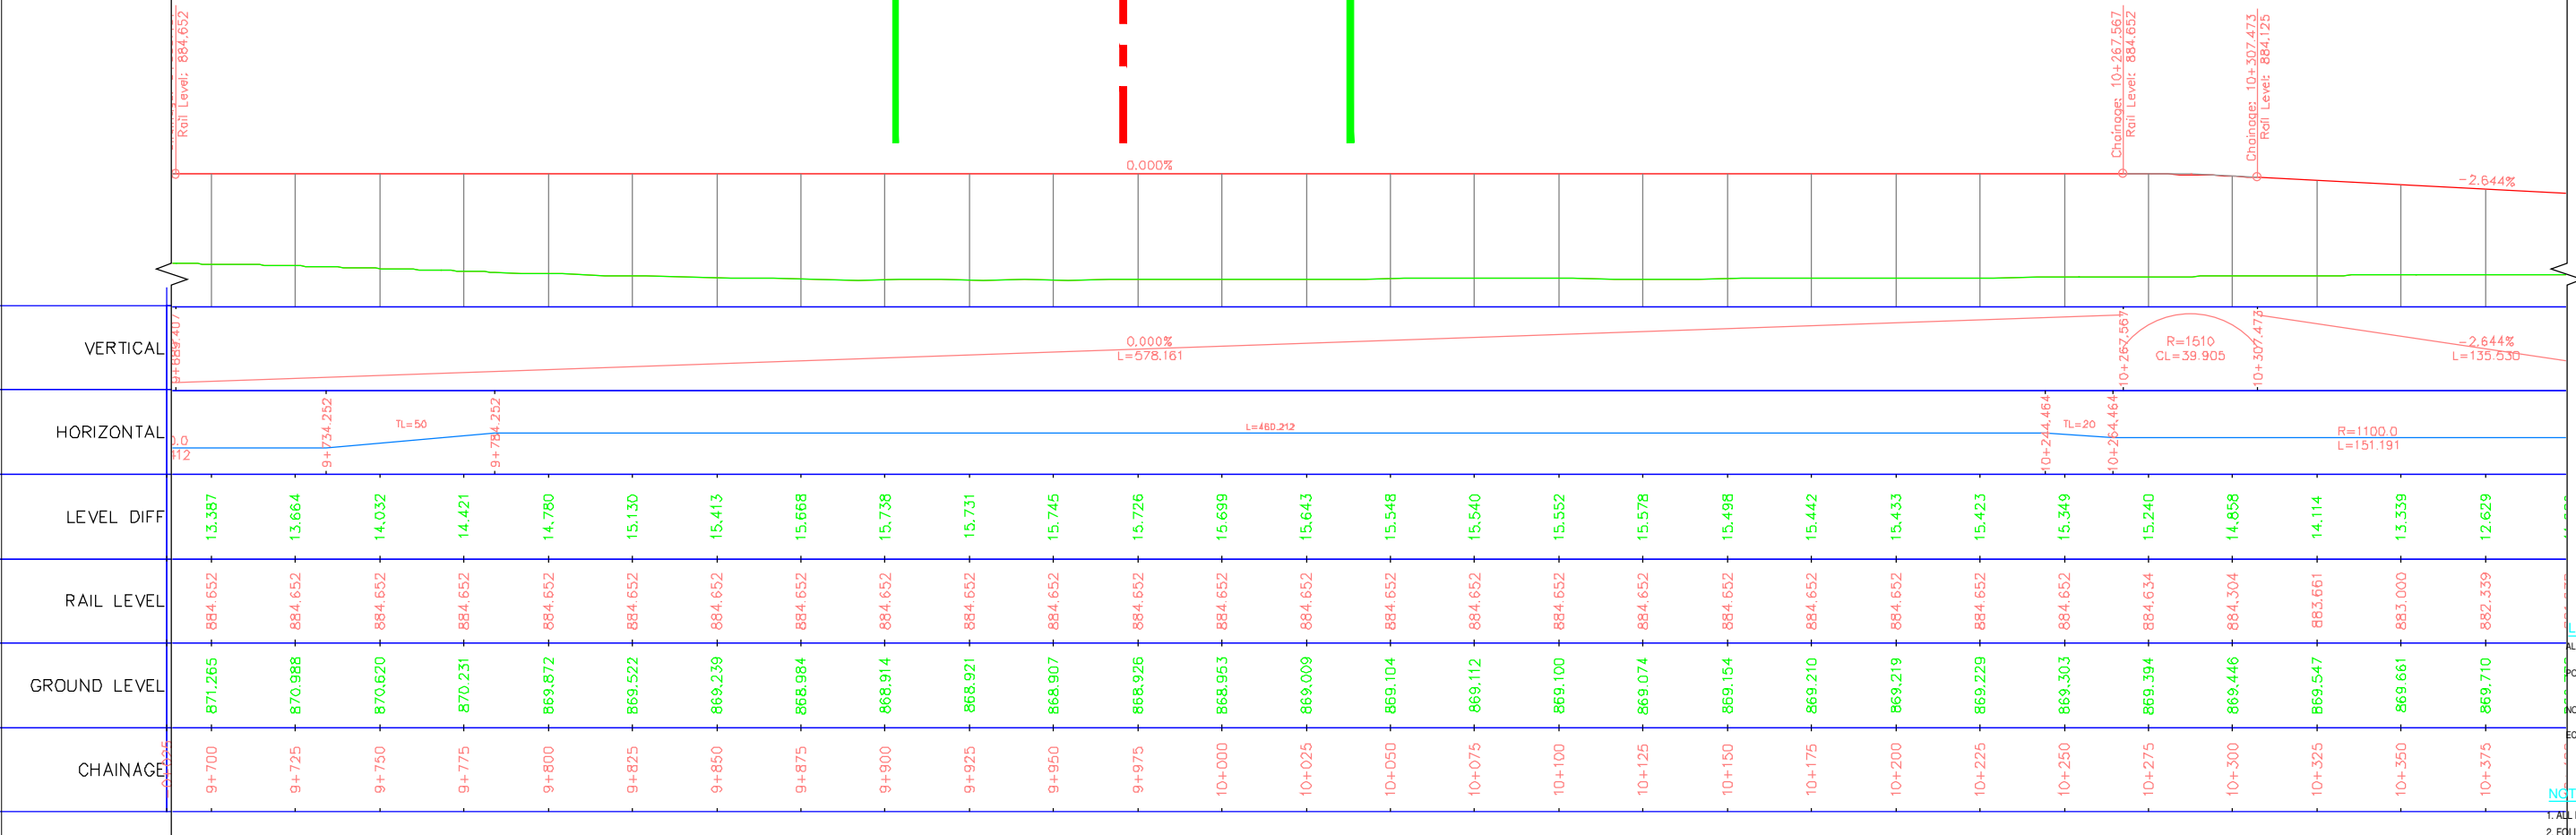 Rail Level: 884.652
Chainage: 10+267.567
Rail Level: 884.652
Chainage: 10+307.473
Rail Level: 884.125
0.000%
-2.644%
VERTICAL
9+689.407
0.000%
L=578.161
10+267.567
R=1510
CL=39.905
10+307.473
-2.644%
L=135.530
HORIZONTAL
0.0
412
9+734.252
TL=50
9+784.252
L=460.212
10+244.464
TL=20
10+264.464
R=1100.0
L=151.191
LEVEL DIFF 13.387 13.664 14.032 14.421 14.780 15.130 15.413 15.668 15.738 15.731 15.745 15.726 15.699 15.643 15.548 15.540 15.552 15.578 15.498 15.442 15.433 15.423 15.349 15.240 14.858 14.114 13.339 12.629
RAIL LEVEL 884.652 884.652 884.652 884.652 884.652 884.652 884.652 884.652 884.652 884.652 884.652 884.652 884.652 884.652 884.652 884.652 884.652 884.652 884.652 884.652 884.652 884.652 884.652 884.634 884.304 883.661 883.000 882.339
GROUND LEVEL 871.265 870.988 870.620 870.231 869.872 869.522 869.239 868.984 868.914 868.921 868.907 868.926 868.953 869.009 869.104 869.112 869.100 869.074 869.154 869.210 869.219 869.229 869.303 869.394 869.446 869.547 869.661 869.710
CHAINAGE 9+700 9+725 9+750 9+775 9+800 9+825 9+850 9+875 9+900 9+925 9+950 9+975 10+000 10+025 10+050 10+075 10+100 10+125 10+150 10+175 10+200 10+225 10+250 10+275 10+300 10+325 10+350 10+375
AL
PO
NO
EC
NOT
1. ALL
2. FOU